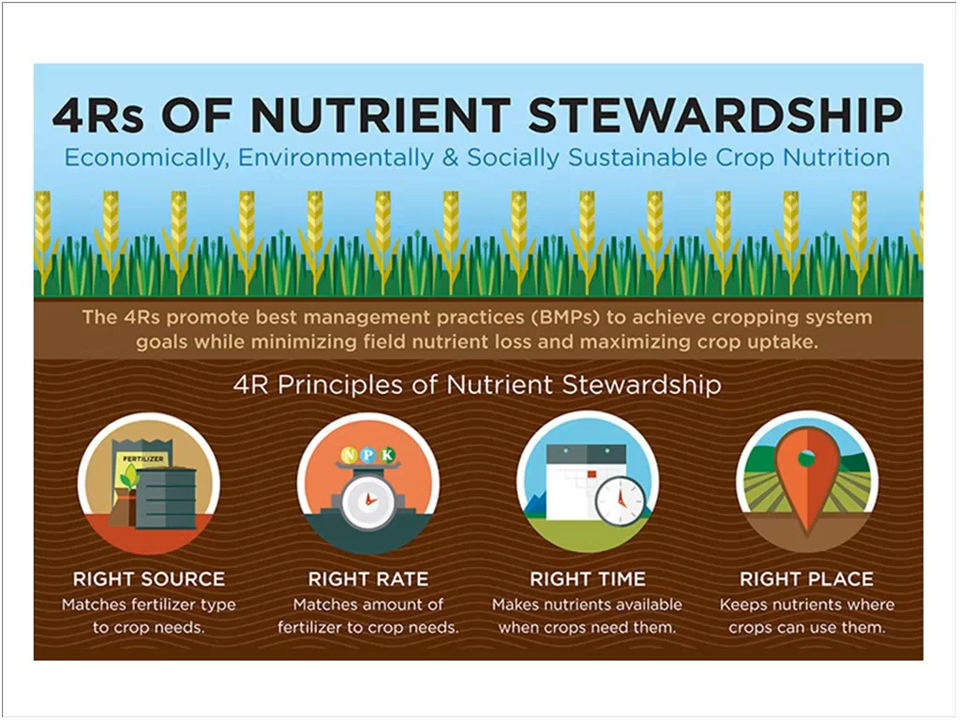 4Rs OF NUTRIENT STEWARDSHIP
Economically, Environmentally & Socially Sustainable Crop Nutrition
The 4Rs promote best management practices (BMPs) to achieve cropping system
goals while minimizing field nutrient loss and maximizing crop uptake.
4R Principles of Nutrient Stewardship
FERTILIZER
N P K
RIGHT SOURCE
Matches fertilizer type
to crop needs.
RIGHT RATE
Matches amount of
fertilizer to crop needs.
RIGHT TIME
Makes nutrients available
when crops need them.
RIGHT PLACE
Keeps nutrients where
crops can use them.